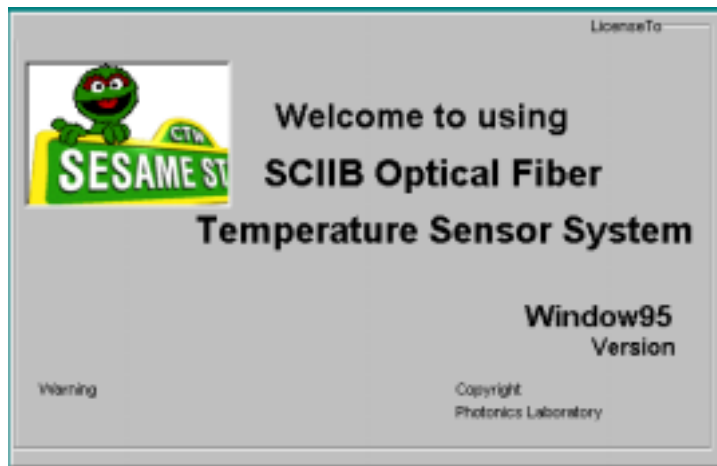 LicenseTo
CTW
SESAME ST
Welcome to using
SCIIB Optical Fiber
Temperature Sensor System
Window95
Version
Warning
Copyright
Photonics Laboratory